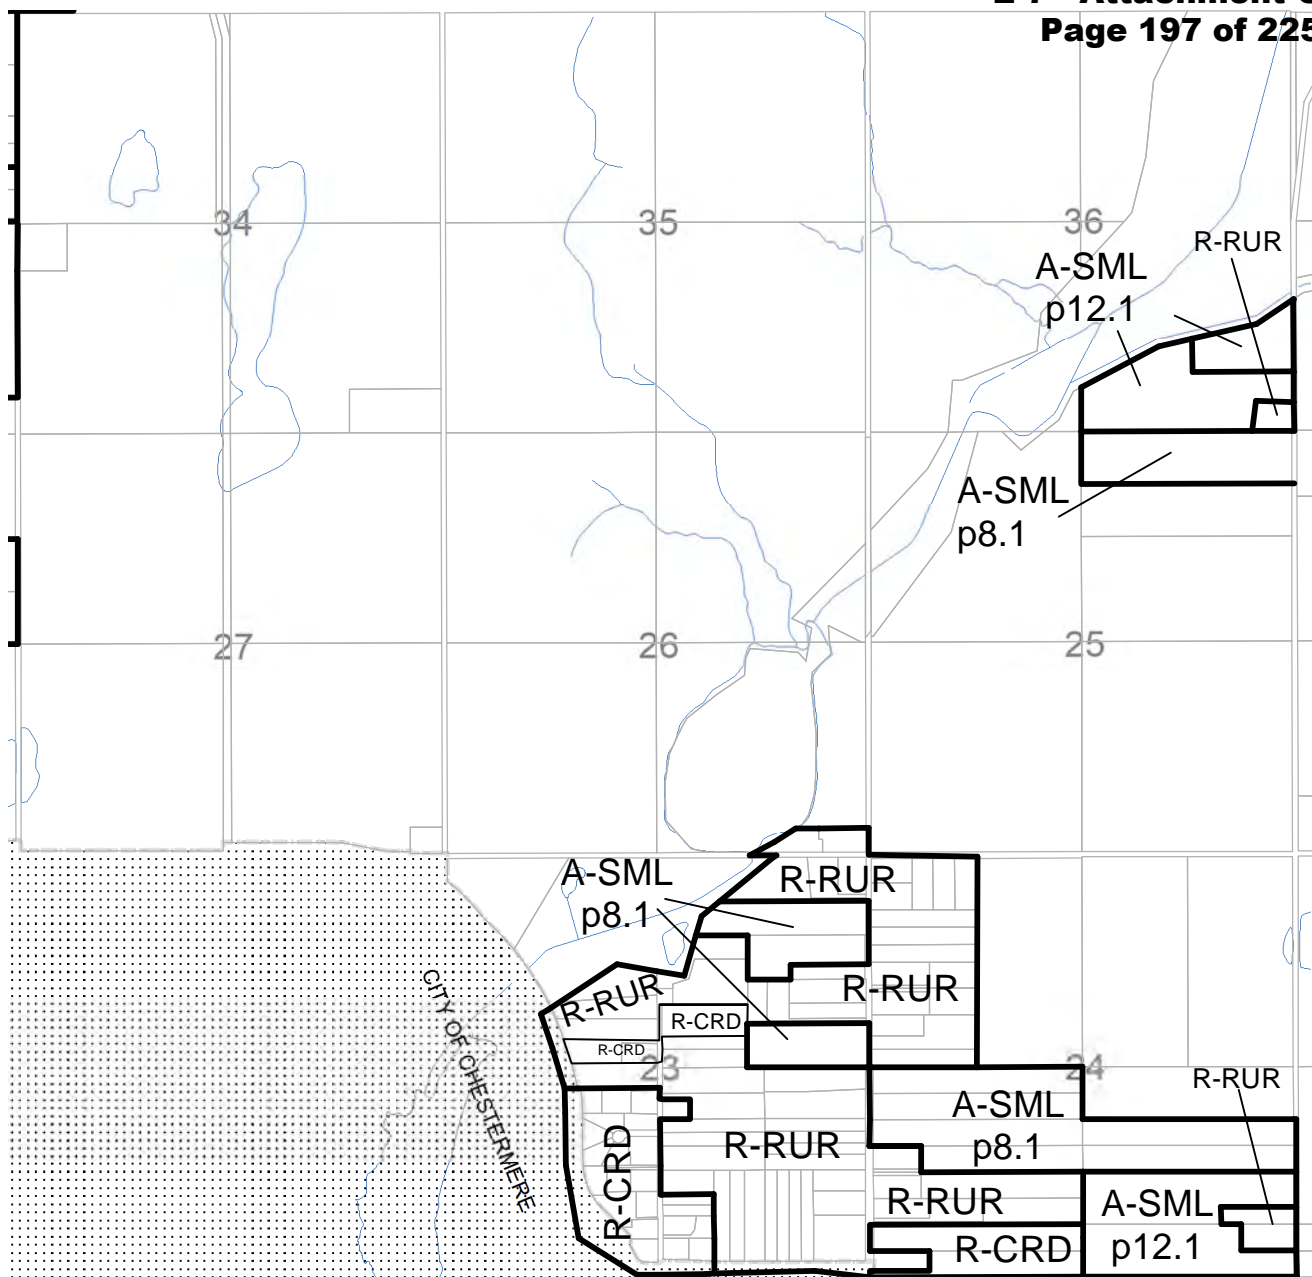 Page 197 of 225
34
35
36
R-RUR
A-SML
p12.1
A-SML
p8.1
27
26
25
A-SML
p8.1
R-RUR
R-RUR
R-RUR
R-CRD
R-CRD
CITY OF CHESTERMERE
23
24
R-RUR
A-SML
p8.1
R-RUR
R-CRD
R-RUR
A-SML
p12.1
R-CRD